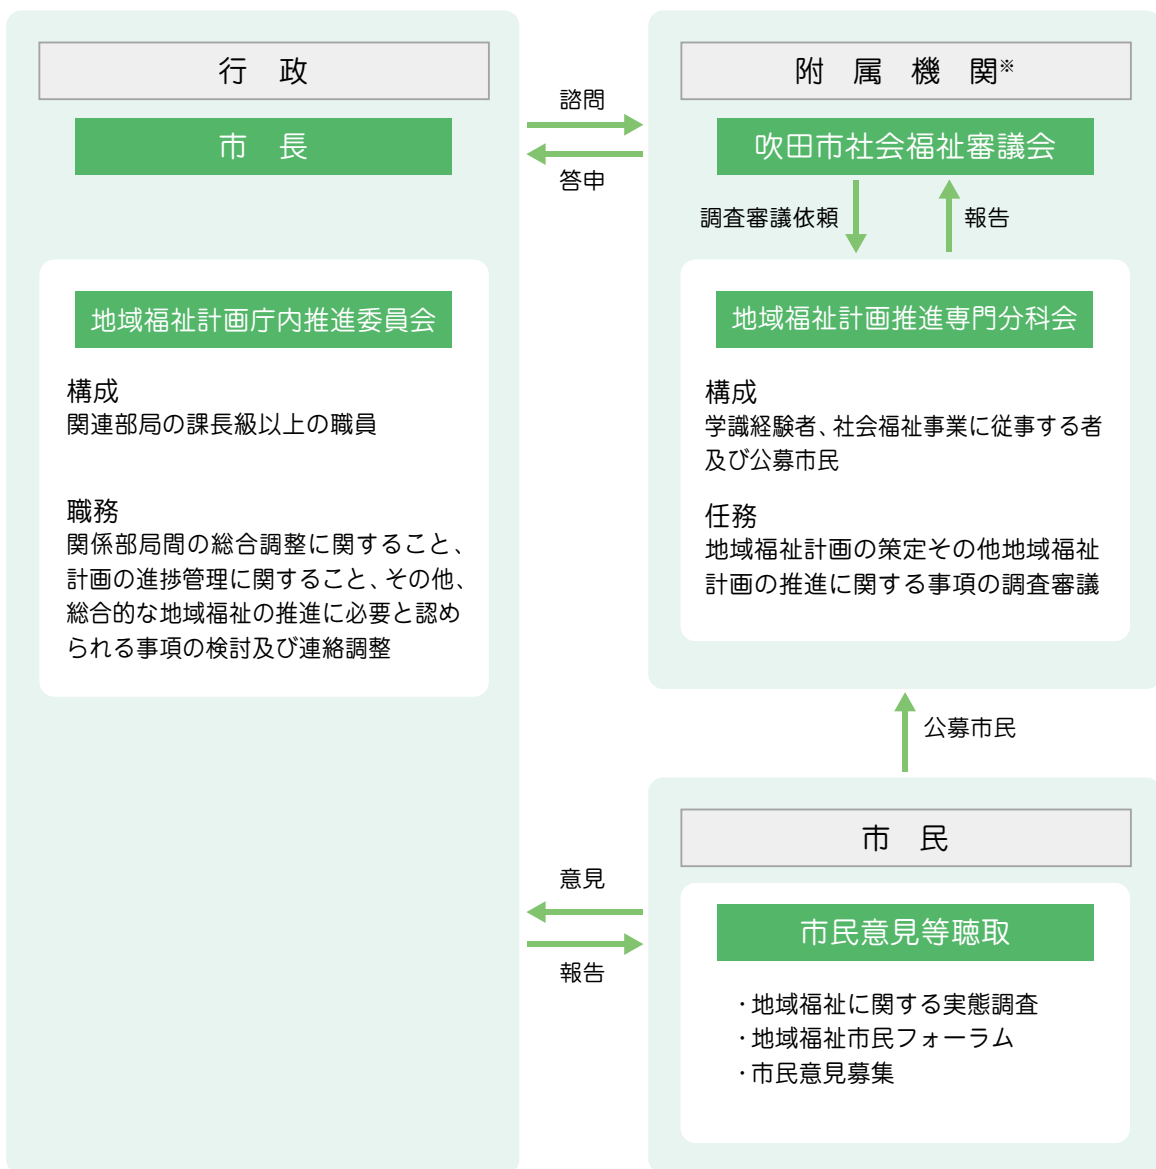 行　政
市　長
地域福祉計画庁内推進委員会
構成
関連部局の課長級以上の職員
職務
関係部局間の総合調整に関すること、
計画の進捗管理に関すること、その他、
総合的な地域福祉の推進に必要と認め
られる事項の検討及び連絡調整
諮問
答申
附　属　機　関※
吹田市社会福祉審議会
調査審議依頼
報告
地域福祉計画推進専門分科会
構成
学識経験者、社会福祉事業に従事する者
及び公募市民
任務
地域福祉計画の策定その他地域福祉
計画の推進に関する事項の調査審議
公募市民
意見
報告
市　民
市民意見等聴取
・地域福祉に関する実態調査
・地域福祉市民フォーラム
・市民意見募集